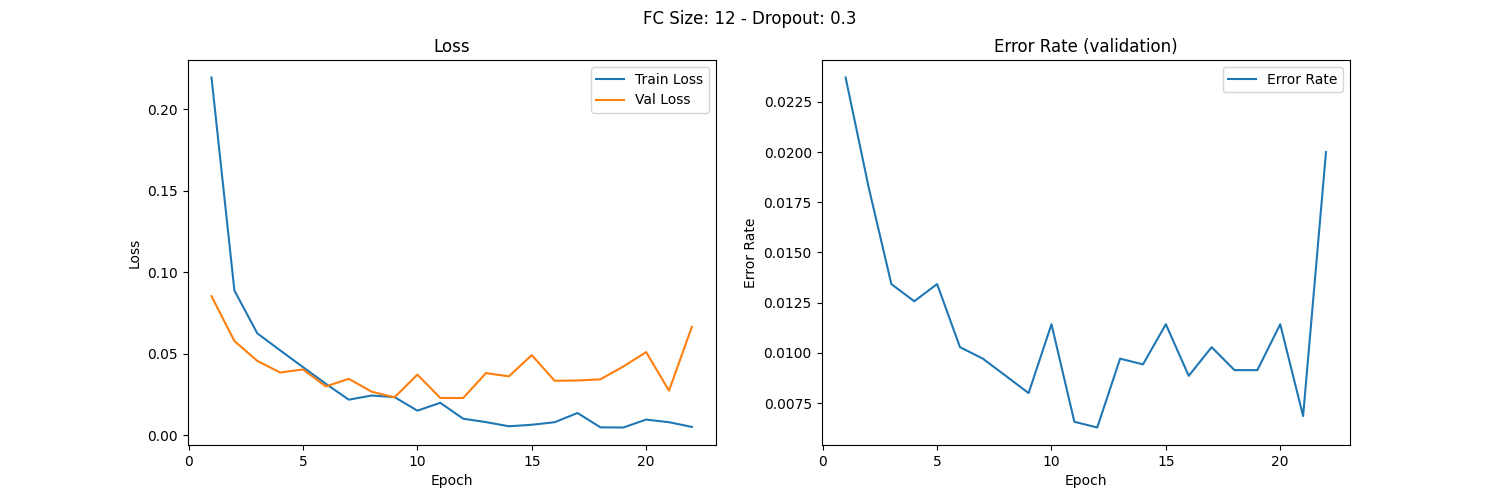 FC Size: 12 - Dropout: 0.3
Loss
Train Loss
Val Loss
0.20
0.15
0.10
0.05
0.00
Loss
0
5
10
15
20
Epoch
Error Rate (validation)
Error Rate
0.0225
0.0200
0.0175
0.0150
0.0125
0.0100
0.0075
Error Rate
0
5
10
15
20
Epoch